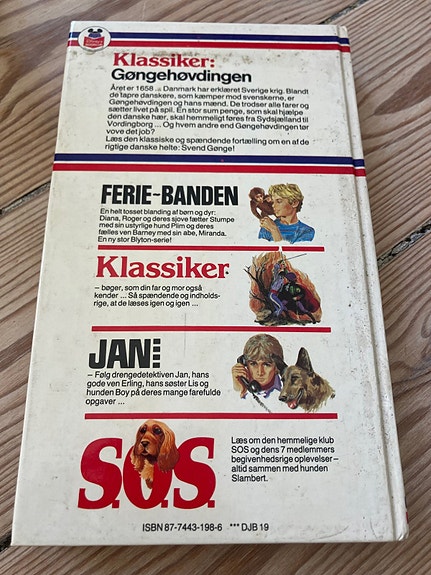 Klassiker:
Gøngehøvdingen
Året er 1658 ... Danmark har erklæret Sverige krig. Blandt
de tapre danskere, som kæmper mod svenskerne, er
Gøngehøvdingen og hans mænd. De trodser alle farer og
sætter livet på spil. En stor sum penge, som skal hjælpe
den danske hær, skal hemmeligt føres fra Sydsjælland til
Vordingborg ... Og hvem andre end Gøngehøvdingen tør
vove det job?
Læs den klassiske og spændende fortælling om en af de
rigtige danske helte: Svend Gønge!
FERIE-BANDEN
En helt tosset blanding af børn og dyr:
Diana, Roger og deres sjove fætter Stumpe
med sin ustyrlige hund Plim og deres
fælles ven Barney med sin abe, Miranda.
En ny stor Blyton-serie!
Klassiker
– bøger, som din far og mor også
kender ... Så spændende og indholds-
rige, at de læses igen og igen ...
JAN
– Følg drengedetektiven Jan, hans
gode ven Erling, hans søster Lis og
hunden Boy på deres mange farefulde
opgaver ...
S.O.S.
Læs om den hemmelige klub
SOS og dens 7 medlemmers
begivenhedsrige oplevelser –
altid sammen med hunden
Slambert.
ISBN 87-7443-198-6 *** DJB 19